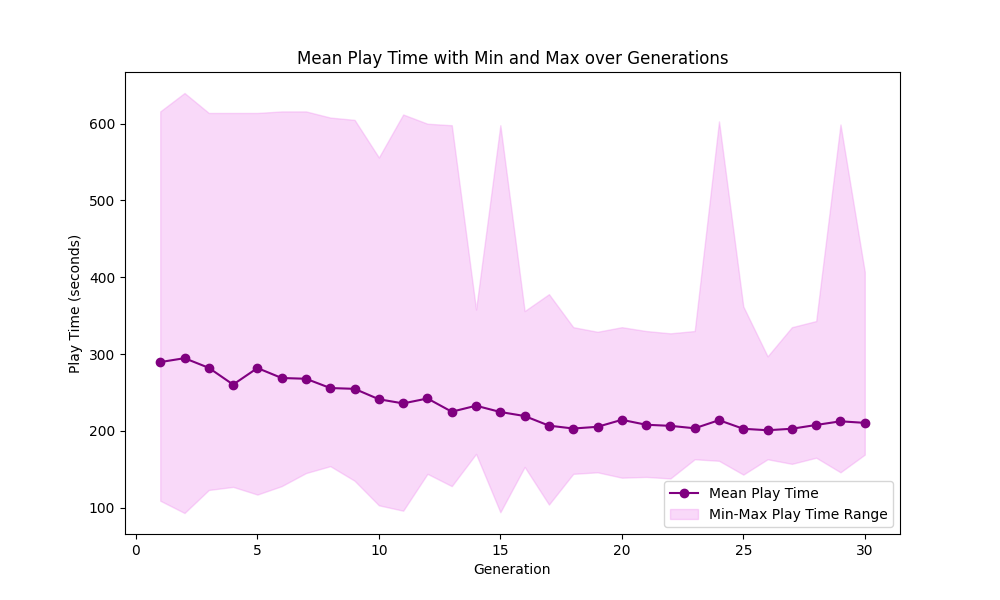 Mean Play Time with Min and Max over Generations
Play Time (seconds)
600
500
400
300
200
100
0
5
10
15
20
25
30
Generation
Mean Play Time
Min-Max Play Time Range